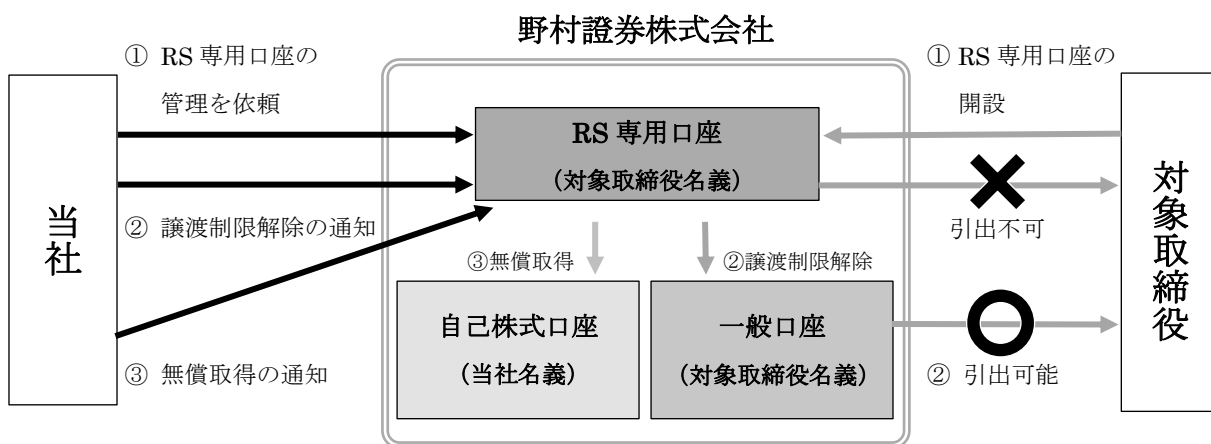 野村證券株式会社
① RS 専用口座の
管理を依頼
① RS 専用口座の
開設
当社
RS 専用口座
(対象取締役名義)
対象取締役
② 譲渡制限解除の通知
引出不可
③無償取得
②譲渡制限解除
自己株式口座
(当社名義)
一般口座
(対象取締役名義)
③ 無償取得の通知
② 引出可能